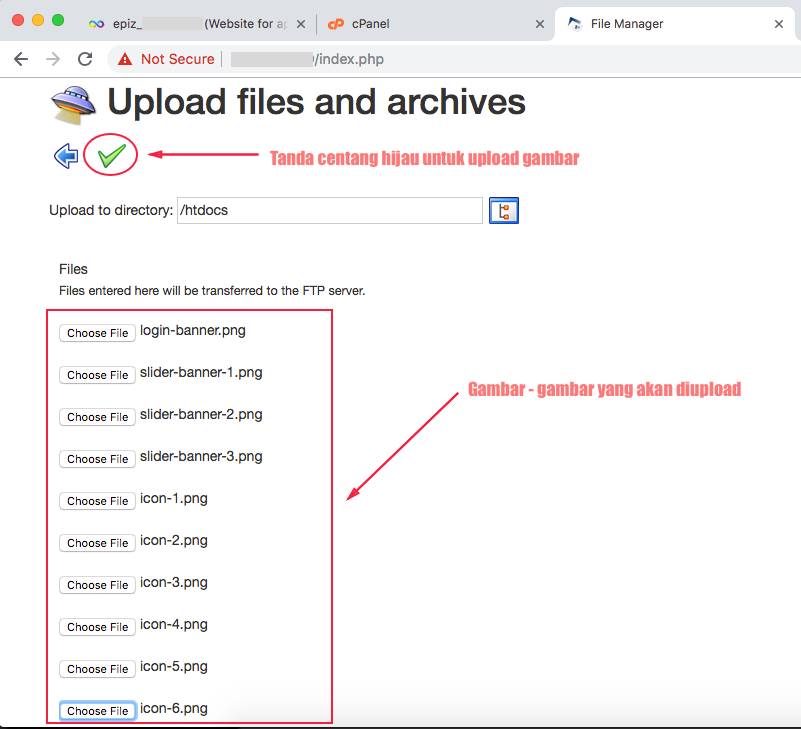 epiz_ (Website for ap
cPanel
File Manager
Not Secure
/index.php
Upload files and archives
Tanda centang hijau untuk upload gambar
Upload to directory: /htdocs
Files
Files entered here will be transferred to the FTP server.
Choose File login-banner.png
Choose File slider-banner-1.png
Choose File slider-banner-2.png
Gambar - gambar yang akan diupload
Choose File slider-banner-3.png
Choose File icon-1.png
Choose File icon-2.png
Choose File icon-3.png
Choose File icon-4.png
Choose File icon-5.png
Choose File icon-6.png